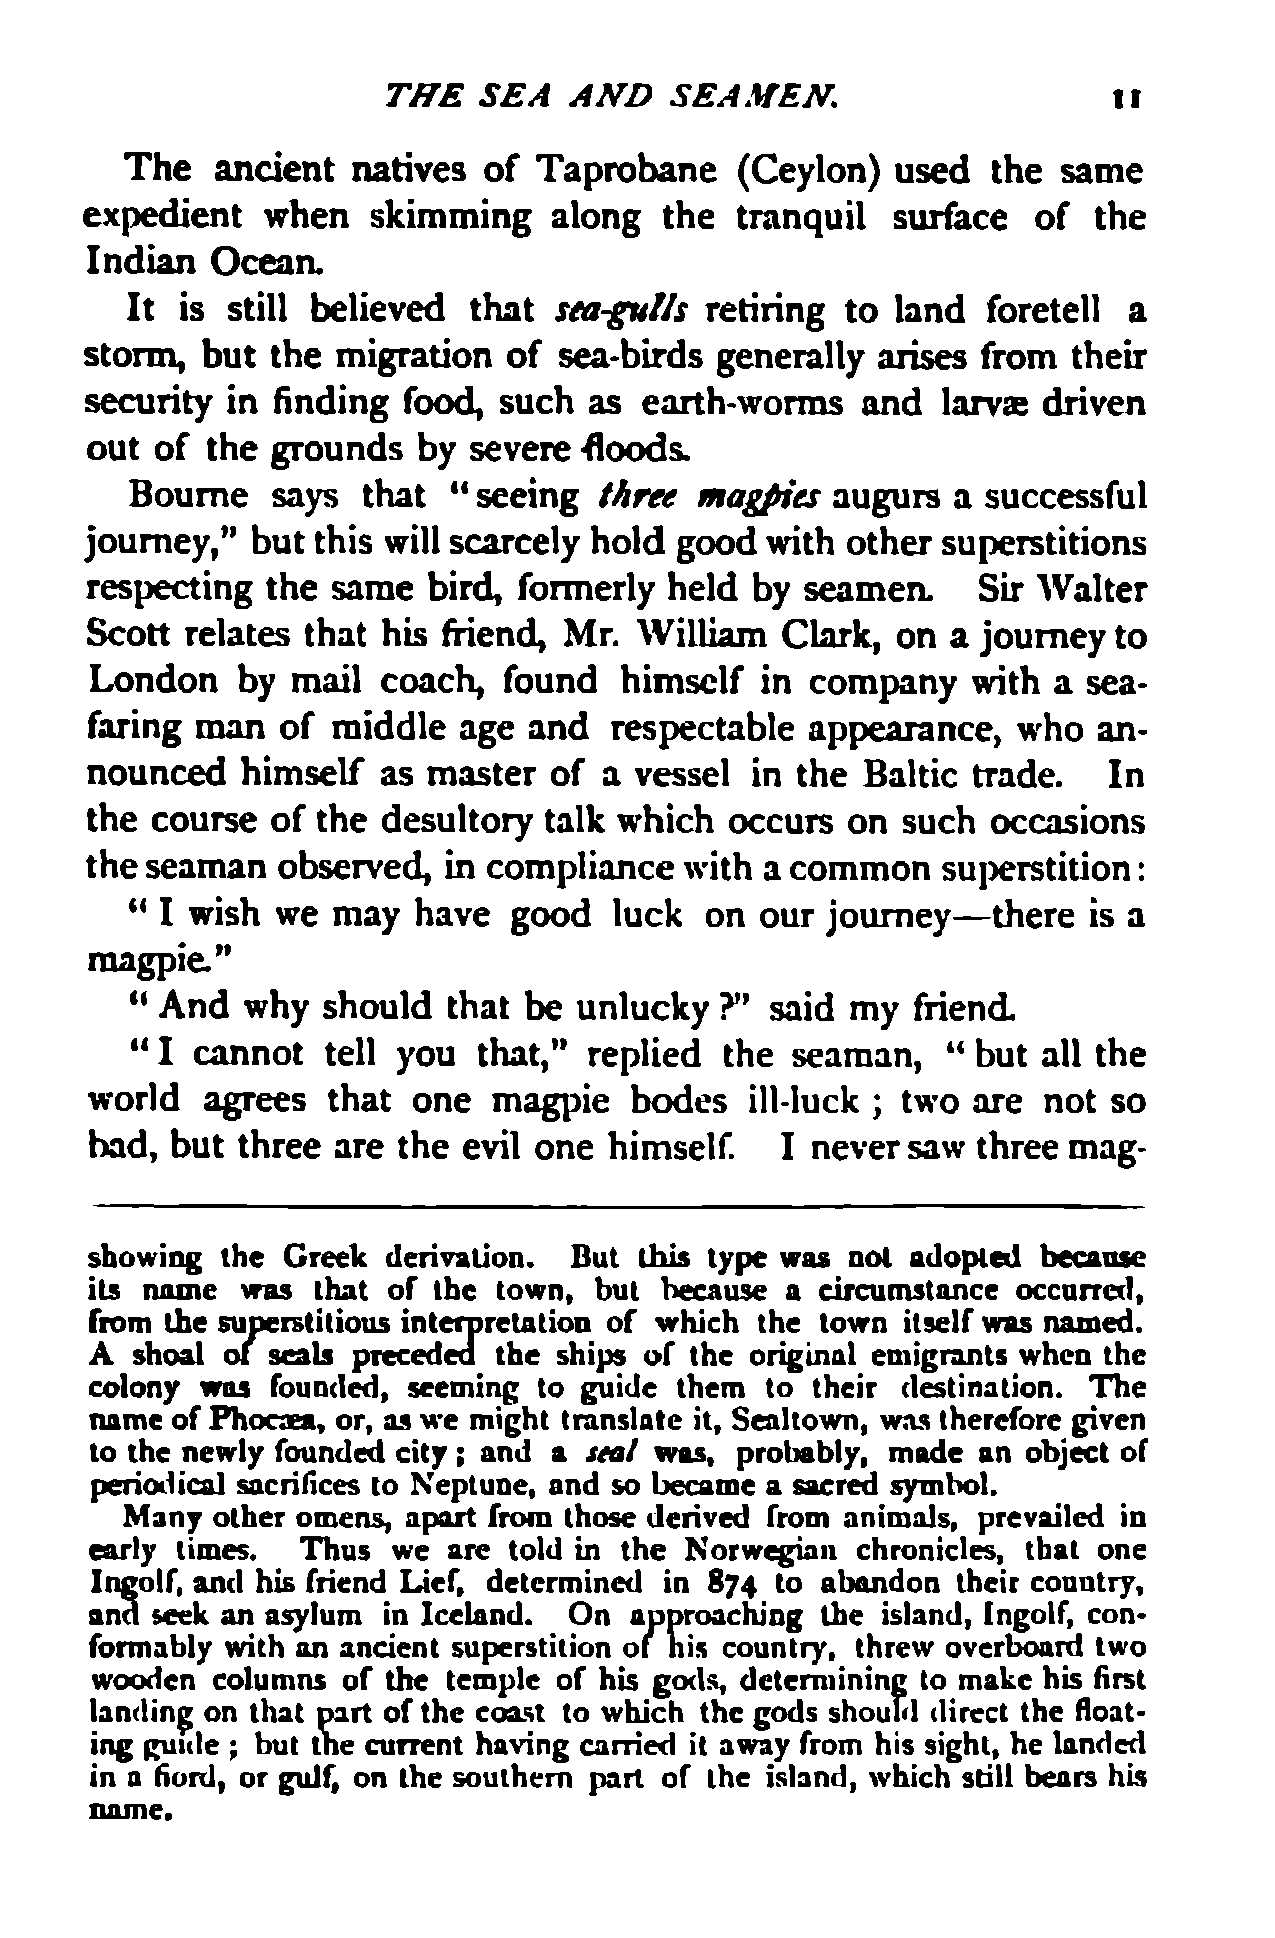 THE SEA AND SEAMEN. 11
The ancient natives of Taprobane (Ceylon) used the same
expedient when skimming along the tranquil surface of the
Indian Ocean.
It is still believed that sea-gulls retiring to land foretell a
storm, but the migration of sea-birds generally arises from their
security in finding food, such as earth-worms and larvæ driven
out of the grounds by severe floods.
Bourne says that “seeing three magpies augurs a successful
journey,” but this will scarcely hold good with other superstitions
respecting the same bird, formerly held by seamen. Sir Walter
Scott relates that his friend, Mr. William Clark, on a journey to
London by mail coach, found himself in company with a sea-
faring man of middle age and respectable appearance, who an-
nounced himself as master of a vessel in the Baltic trade. In
the course of the desultory talk which occurs on such occasions
the seaman observed, in compliance with a common superstition:
“I wish we may have good luck on our journey—there is a
magpie.”
“And why should that be unlucky?” said my friend.
“I cannot tell you that,” replied the seaman, “but all the
world agrees that one magpie bodes ill-luck; two are not so
bad, but three are the evil one himself. I never saw three mag-
showing the Greek derivation. But this type was not adopted because
its name was that of the town, but because a circumstance occurred,
from the superstitious interpretation of which the town itself was named.
A shoal of seals preceded the ships of the original emigrants when the
colony was founded, seeming to guide them to their destination. The
name of Phocæa, or, as we might translate it, Sealtown, was therefore given
to the newly founded city; and a seal was, probably, made an object of
periodical sacrifices to Neptune, and so became a sacred symbol.
Many other omens, apart from those derived from animals, prevailed in
early times. Thus we are told in the Norwegian chronicles, that one
Ingolf, and his friend Lief, determined in 874 to abandon their country,
and seek an asylum in Iceland. On approaching the island, Ingolf, con-
formably with an ancient superstition of his country, threw overboard two
wooden columns of the temple of his gods, determining to make his first
landing on that part of the coast to which the gods should direct the float-
ing guide; but the current having carried it away from his sight, he landed
in a fiord, or gulf, on the southern part of the island, which still bears his
name.